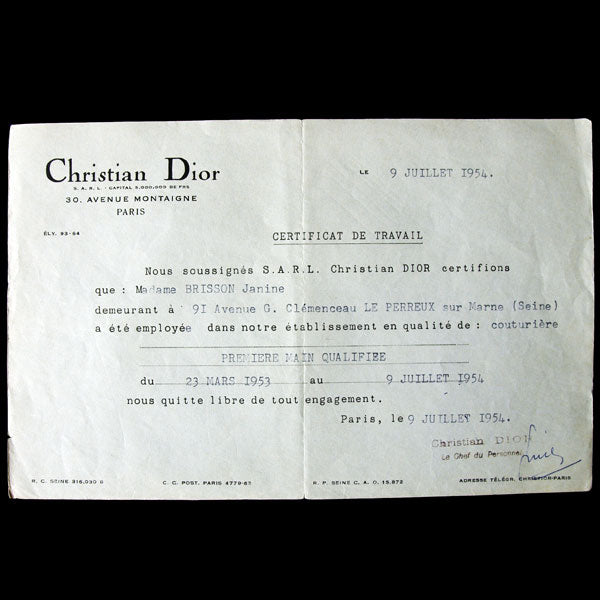 Christian Dior
S. A. R. L. - CAPITAL 5.000.000 DE FRS
30. AVENUE MONTAIGNE
PARIS
ÉLY. 93-64
LE 9 JUILLET 1954.
CERTIFICAT DE TRAVAIL
Nous soussignés S.A.R.L. Christian DIOR certifions
que : Madame BRISSON Janine
demeurant à 9I Avenue G. Clémenceau LE PERREUX sur Marne (Seine)
a été employée dans notre établissement en qualité de : couturière
PREMIERE MAIN QUALIFIEE
du 23 MARS 1953 au 9 JUILLET 1954
nous quitte libre de tout engagement.
Paris, le 9 JUILLET 1954.
Christian DIOR
Le Chef du Personnel
R. C. SEINE 316.030 B
C. C. POST. PARIS 4779-67
R. P. SEINE C. A. O. 15.872
ADRESSE TÉLÉGR. CHRISTIOR-PARIS